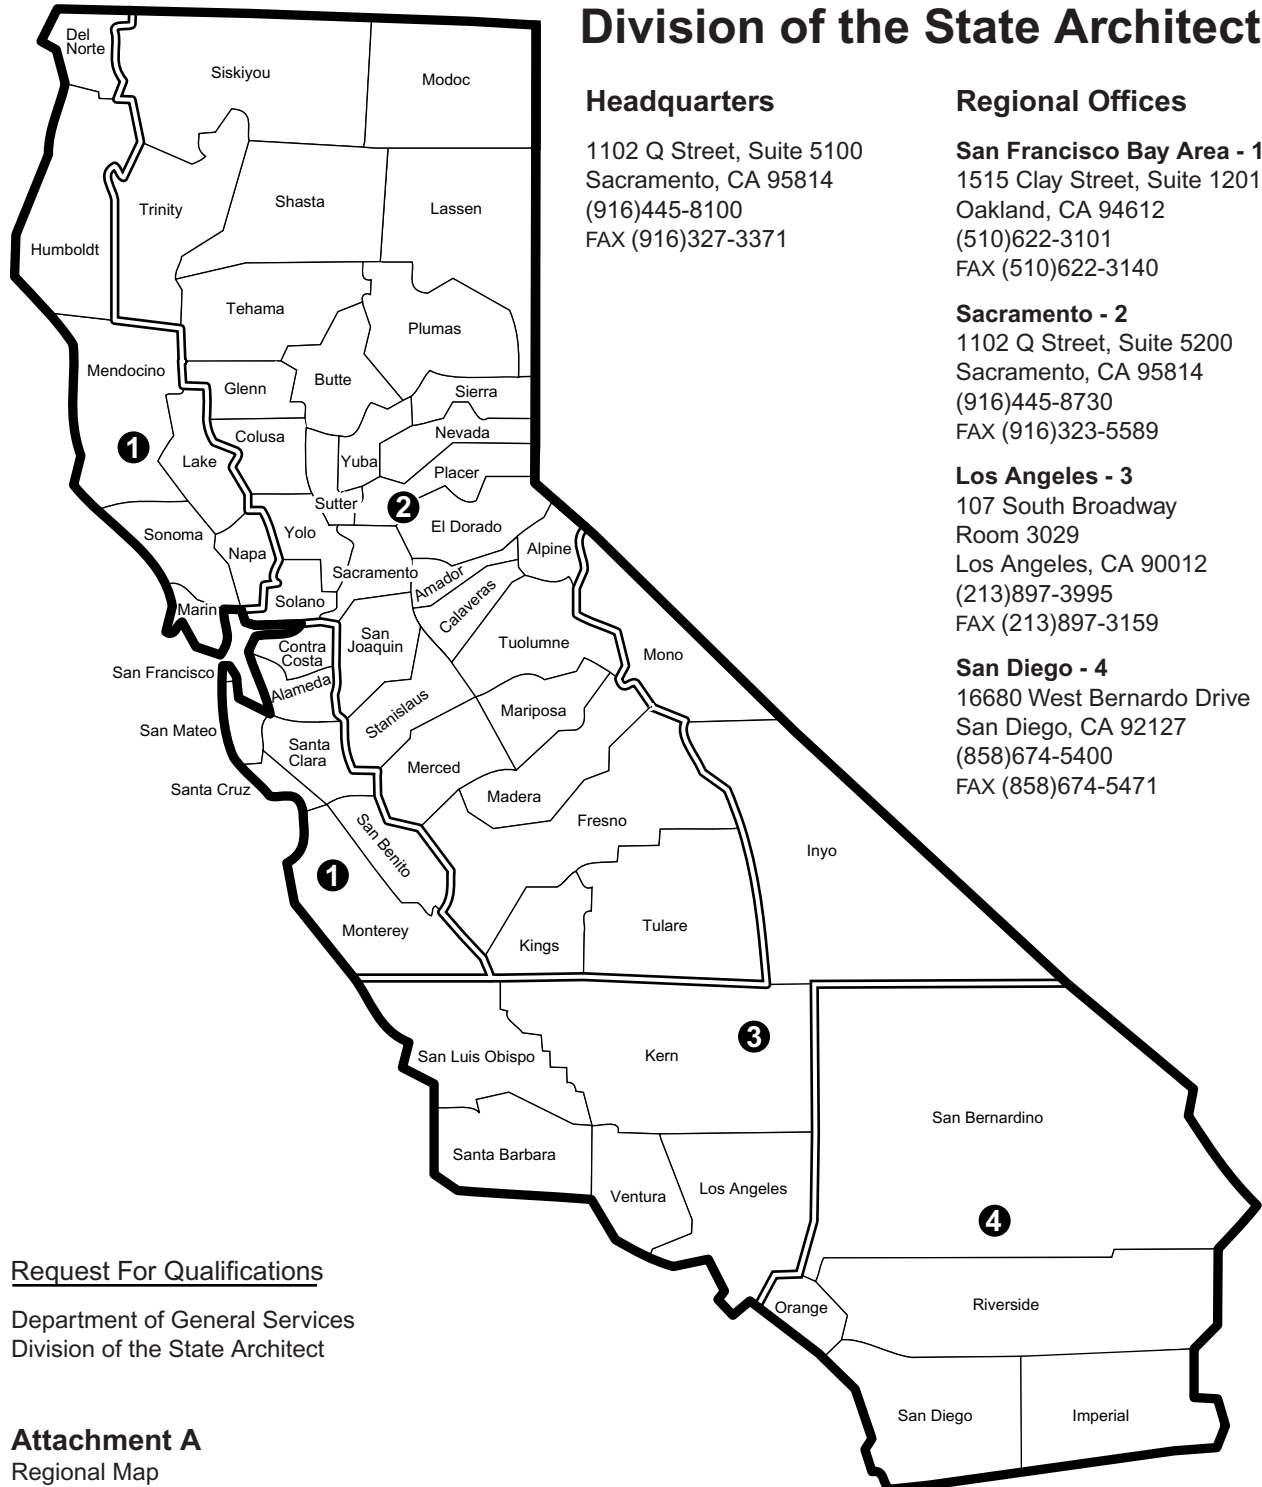 Division of the State Architect
Headquarters
1102 Q Street, Suite 5100
Sacramento, CA 95814
(916)445-8100
FAX (916)327-3371
Regional Offices
San Francisco Bay Area - 1
1515 Clay Street, Suite 1201
Oakland, CA 94612
(510)622-3101
FAX (510)622-3140
Sacramento - 2
1102 Q Street, Suite 5200
Sacramento, CA 95814
(916)445-8730
FAX (916)323-5589
Los Angeles - 3
107 South Broadway
Room 3029
Los Angeles, CA 90012
(213)897-3995
FAX (213)897-3159
San Diego - 4
16680 West Bernardo Drive
San Diego, CA 92127
(858)674-5400
FAX (858)674-5471
Del
Norte
Siskiyou
Modoc
Humboldt
Trinity
Shasta
Lassen
Tehama
Plumas
Mendocino
Glenn
Butte
Sierra
1
Lake
Colusa
Yuba
Nevada
Placer
Sutter
2
El Dorado
Sonoma
Napa
Yolo
Alpine
Sacramento
Amador
Marin
Solano
Calaveras
Contra
Costa
San
Joaquin
Tuolumne
Mono
San Francisco
Alameda
San Mateo
Stanislaus
Mariposa
Santa
Clara
Merced
Santa Cruz
Madera
San Benito
Fresno
Inyo
1
Monterey
Kings
Tulare
San Luis Obispo
Kern
3
San Bernardino
Santa Barbara
Ventura
Los Angeles
4
Orange
Riverside
San Diego
Imperial
Request For Qualifications
Department of General Services
Division of the State Architect
Attachment A
Regional Map